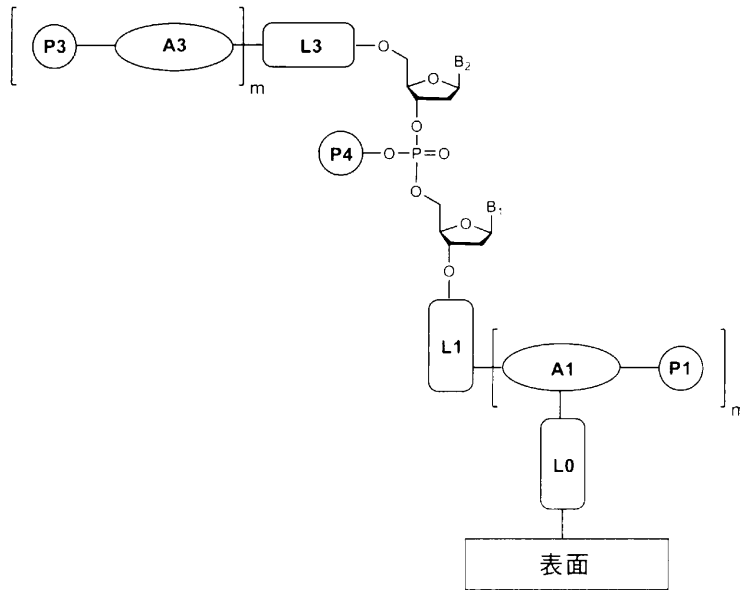 P3 A3 m L3 O B2
O
O
P4 O P=O
O
B1
O
O
L1 A1 P1 m
L0
表面